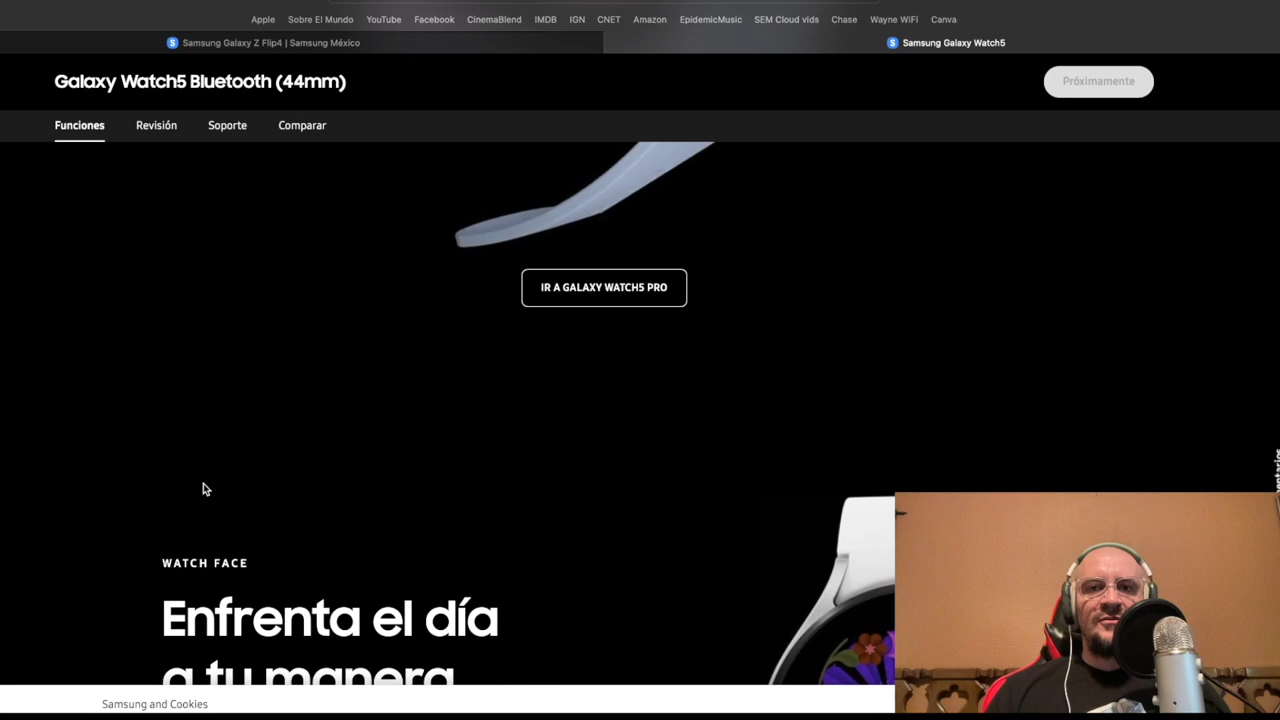 Apple Sobre El Mundo YouTube Facebook CinemaBlend IMDB IGN CNET Amazon EpidemicMusic SEM Cloud vids Chase Wayne WiFi Canva
S Samsung Galaxy Z Flip4 | Samsung México
S Samsung Galaxy Watch5
Galaxy Watch5 Bluetooth (44mm)
Próximamente
Funciones Revisión Soporte Comparar
IR A GALAXY WATCH5 PRO
WATCH FACE
Enfrenta el día
a tu manera
Samsung and Cookies